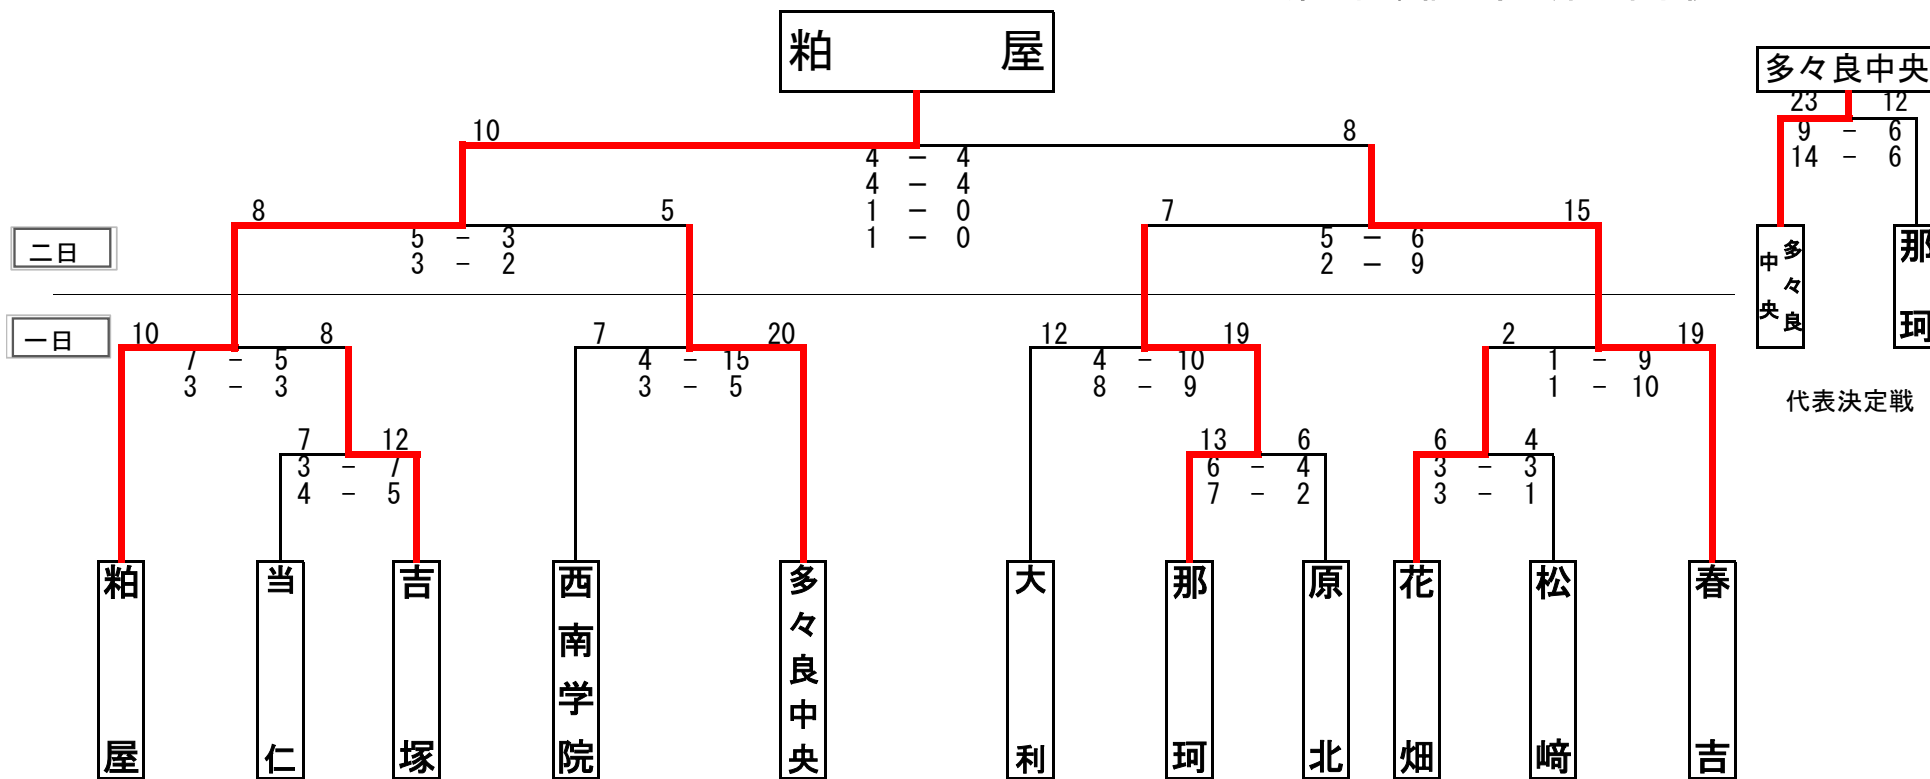 粕 屋
多々良中央
23 12
9 - 6
14 - 6
10 8
4 - 4
4 - 4
1 - 0
1 - 0
8 5
5 - 3
3 - 2
7 15
5 - 6
2 - 9
二日
多々良中央
那珂
一日
10 8
7 - 5
3 - 3
7 20
4 - 15
3 - 5
12 19
4 - 10
8 - 9
2 19
1 - 9
1 - 10
代表決定戦
7 12
3 - 7
4 - 5
13 6
6 - 4
7 - 2
6 4
3 - 3
3 - 1
粕屋
当仁
吉塚
西南学院
多々良中央
大利
那珂
原北
花畑
松﨑
春吉